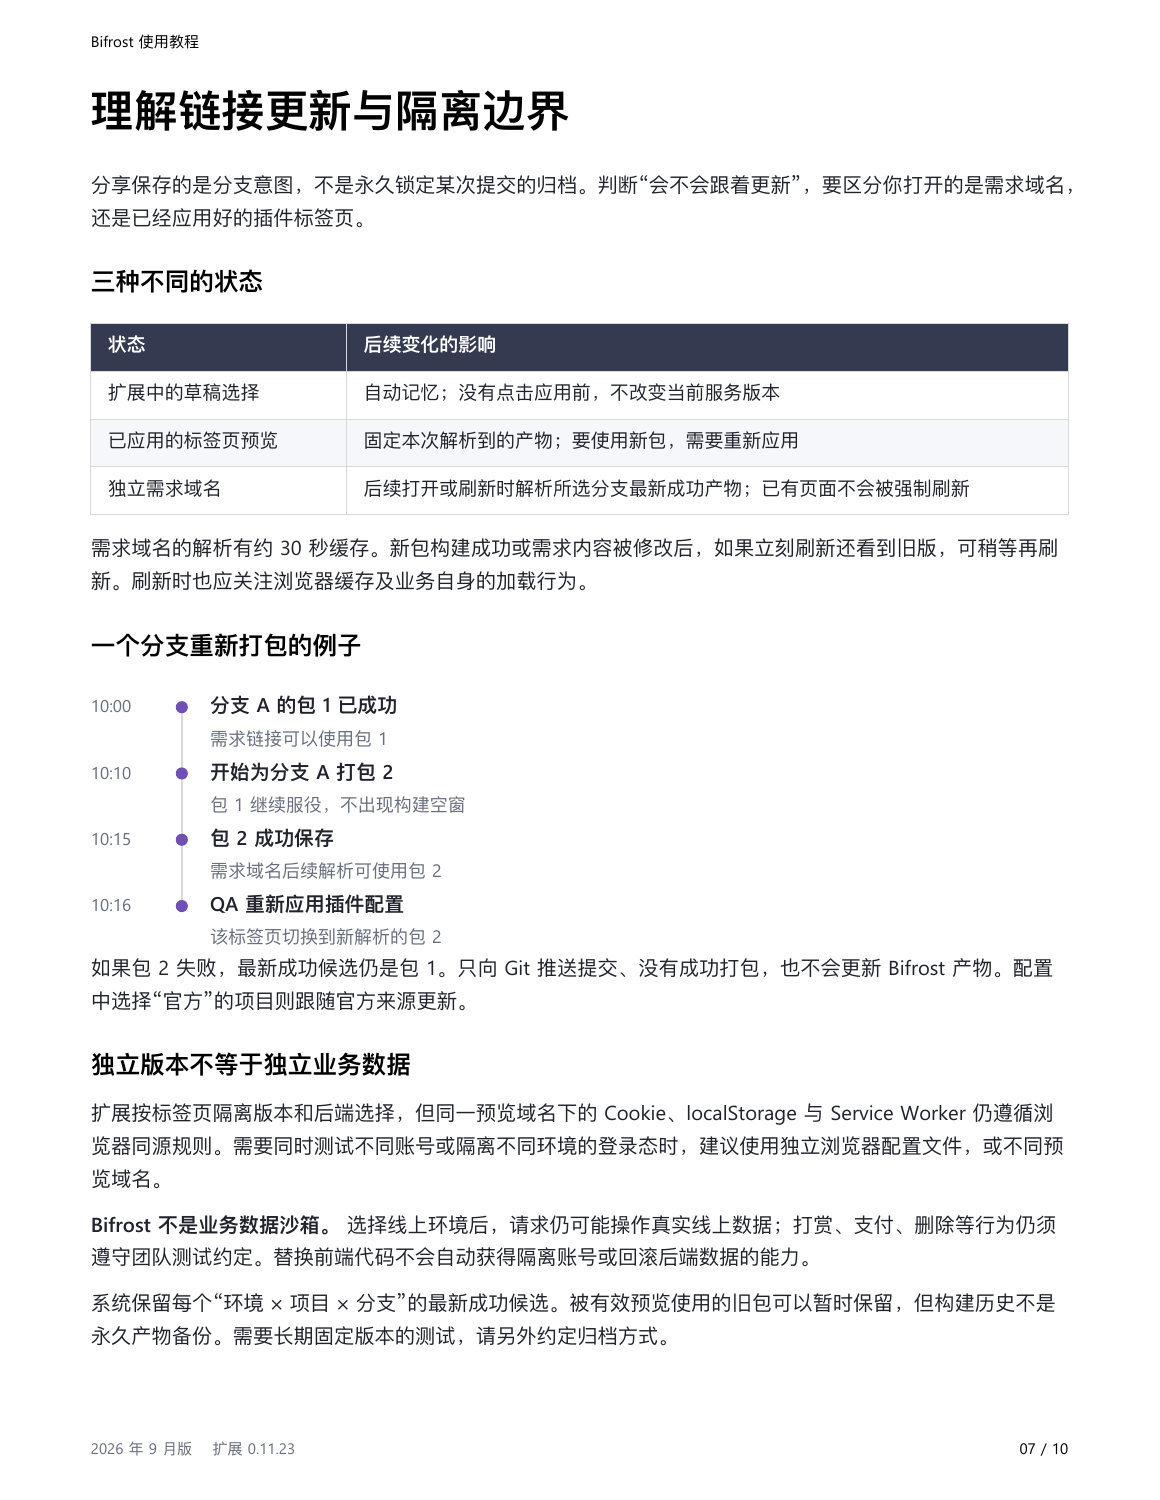 Bifrost 使用教程
理解链接更新与隔离边界
分享保存的是分支意图，不是永久锁定某次提交的归档。判断“会不会跟着更新”，要区分你打开的是需求域名，
还是已经应用好的插件标签页。
三种不同的状态
状态 后续变化的影响
扩展中的草稿选择 自动记忆；没有点击应用前，不改变当前服务版本
已应用的标签页预览 固定本次解析到的产物；要使用新包，需要重新应用
独立需求域名 后续打开或刷新时解析所选分支最新成功产物；已有页面不会被强制刷新
需求域名的解析有约 30 秒缓存。新包构建成功或需求内容被修改后，如果立刻刷新还看到旧版，可稍等再刷
新。刷新时也应关注浏览器缓存及业务自身的加载行为。
一个分支重新打包的例子
10:00 分支 A 的包 1 已成功
需求链接可以使用包 1
10:10 开始为分支 A 打包 2
包 1 继续服役，不出现构建空窗
10:15 包 2 成功保存
需求域名后续解析可使用包 2
10:16 QA 重新应用插件配置
该标签页切换到新解析的包 2
如果包 2 失败，最新成功候选仍是包 1。只向 Git 推送提交、没有成功打包，也不会更新 Bifrost 产物。配置
中选择“官方”的项目则跟随官方来源更新。
独立版本不等于独立业务数据
扩展按标签页隔离版本和后端选择，但同一预览域名下的 Cookie、localStorage 与 Service Worker 仍遵循浏
览器同源规则。需要同时测试不同账号或隔离不同环境的登录态时，建议使用独立浏览器配置文件，或不同预
览域名。
Bifrost 不是业务数据沙箱。 选择线上环境后，请求仍可能操作真实线上数据；打赏、支付、删除等行为仍须
遵守团队测试约定。替换前端代码不会自动获得隔离账号或回滚后端数据的能力。
系统保留每个“环境 × 项目 × 分支”的最新成功候选。被有效预览使用的旧包可以暂时保留，但构建历史不是
永久产物备份。需要长期固定版本的测试，请另外约定归档方式。
2026 年 9 月版 扩展 0.11.23 07 / 10